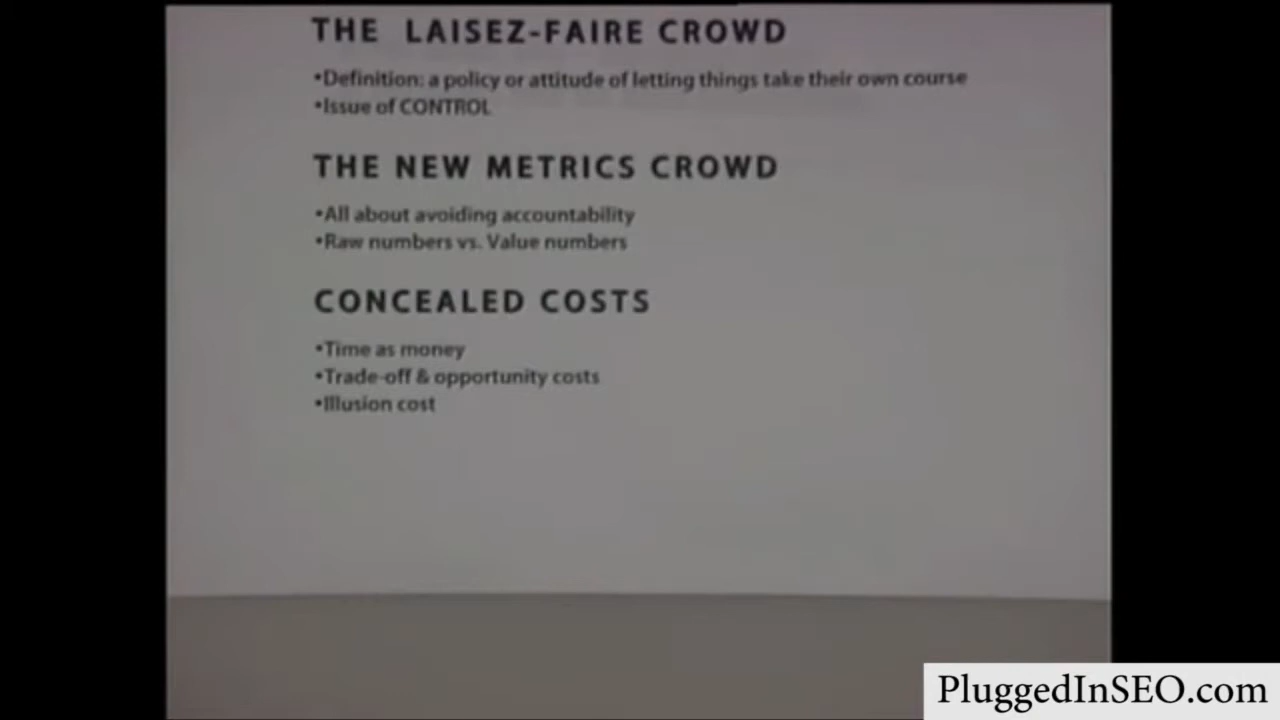 THE LAISEZ-FAIRE CROWD
•Definition: a policy or attitude of letting things take their own course
•Issue of CONTROL
THE NEW METRICS CROWD
•All about avoiding accountability
•Raw numbers vs. Value numbers
CONCEALED COSTS
•Time as money
•Trade-off & opportunity costs
•Illusion cost
PluggedInSEO.com